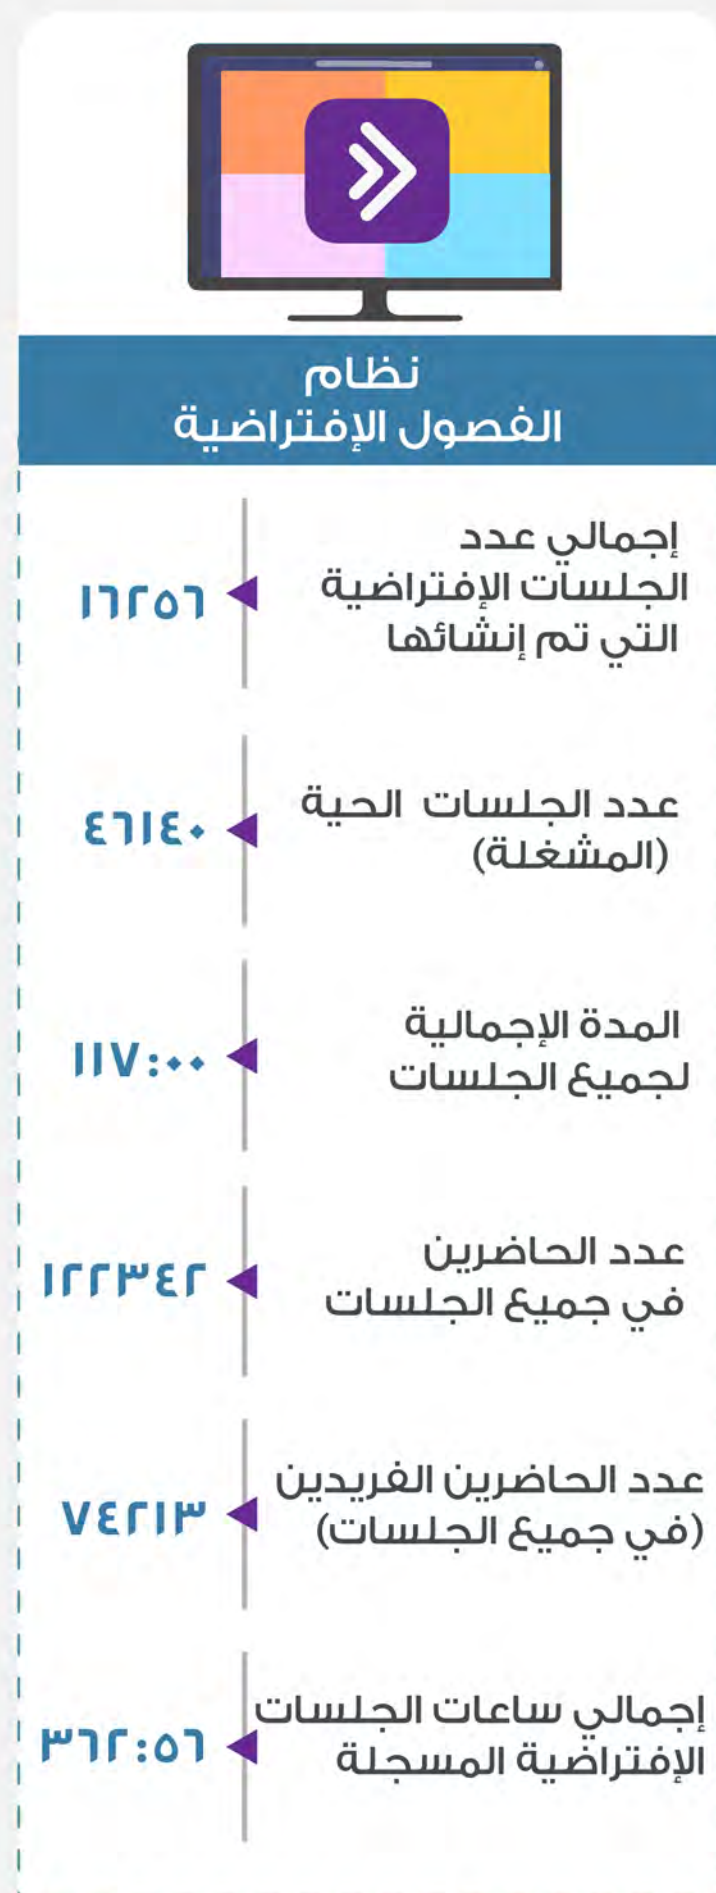 نظام
الفصول الإفتراضية
إجمالي عدد
الجلسات الإفتراضية
التي تم إنشائها
١٦٢٥٦
عدد الجلسات الحية
(المشغلة)
٤٦١٤٠
المدة الإجمالية
لجميع الجلسات
١١٧:٠٠
عدد الحاضرين
في جميع الجلسات
١٢٢٣٤٢
عدد الحاضرين الفريدين
(في جميع الجلسات)
٧٤٢١٣
إجمالي ساعات الجلسات
الإفتراضية المسجلة
٣٦٢:٥٦